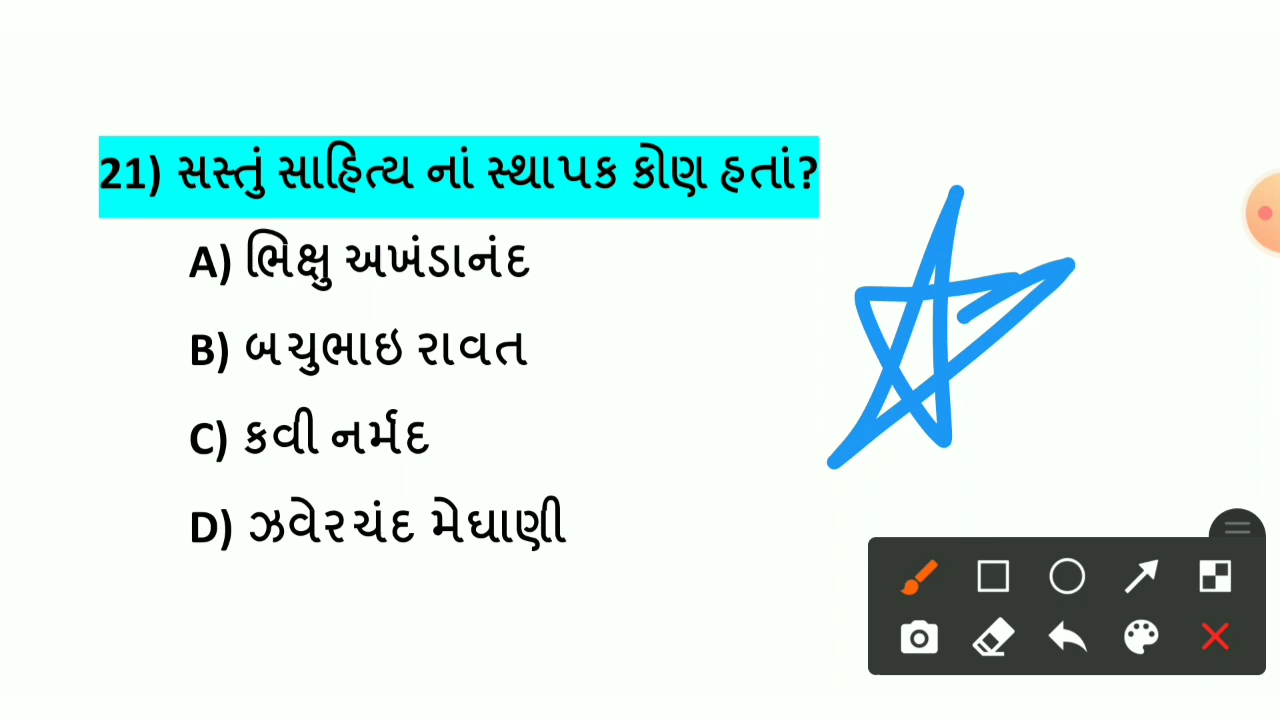 21) સસ્તું સાહિત્ય નાં સ્થાપક કોણ હતાં?
A) ભિક્ષુ અખંડાનંદ
B) બચુભાઇ રાવત
C) કવી નર્મદ
D) ઝવેરચંદ મેઘાણી